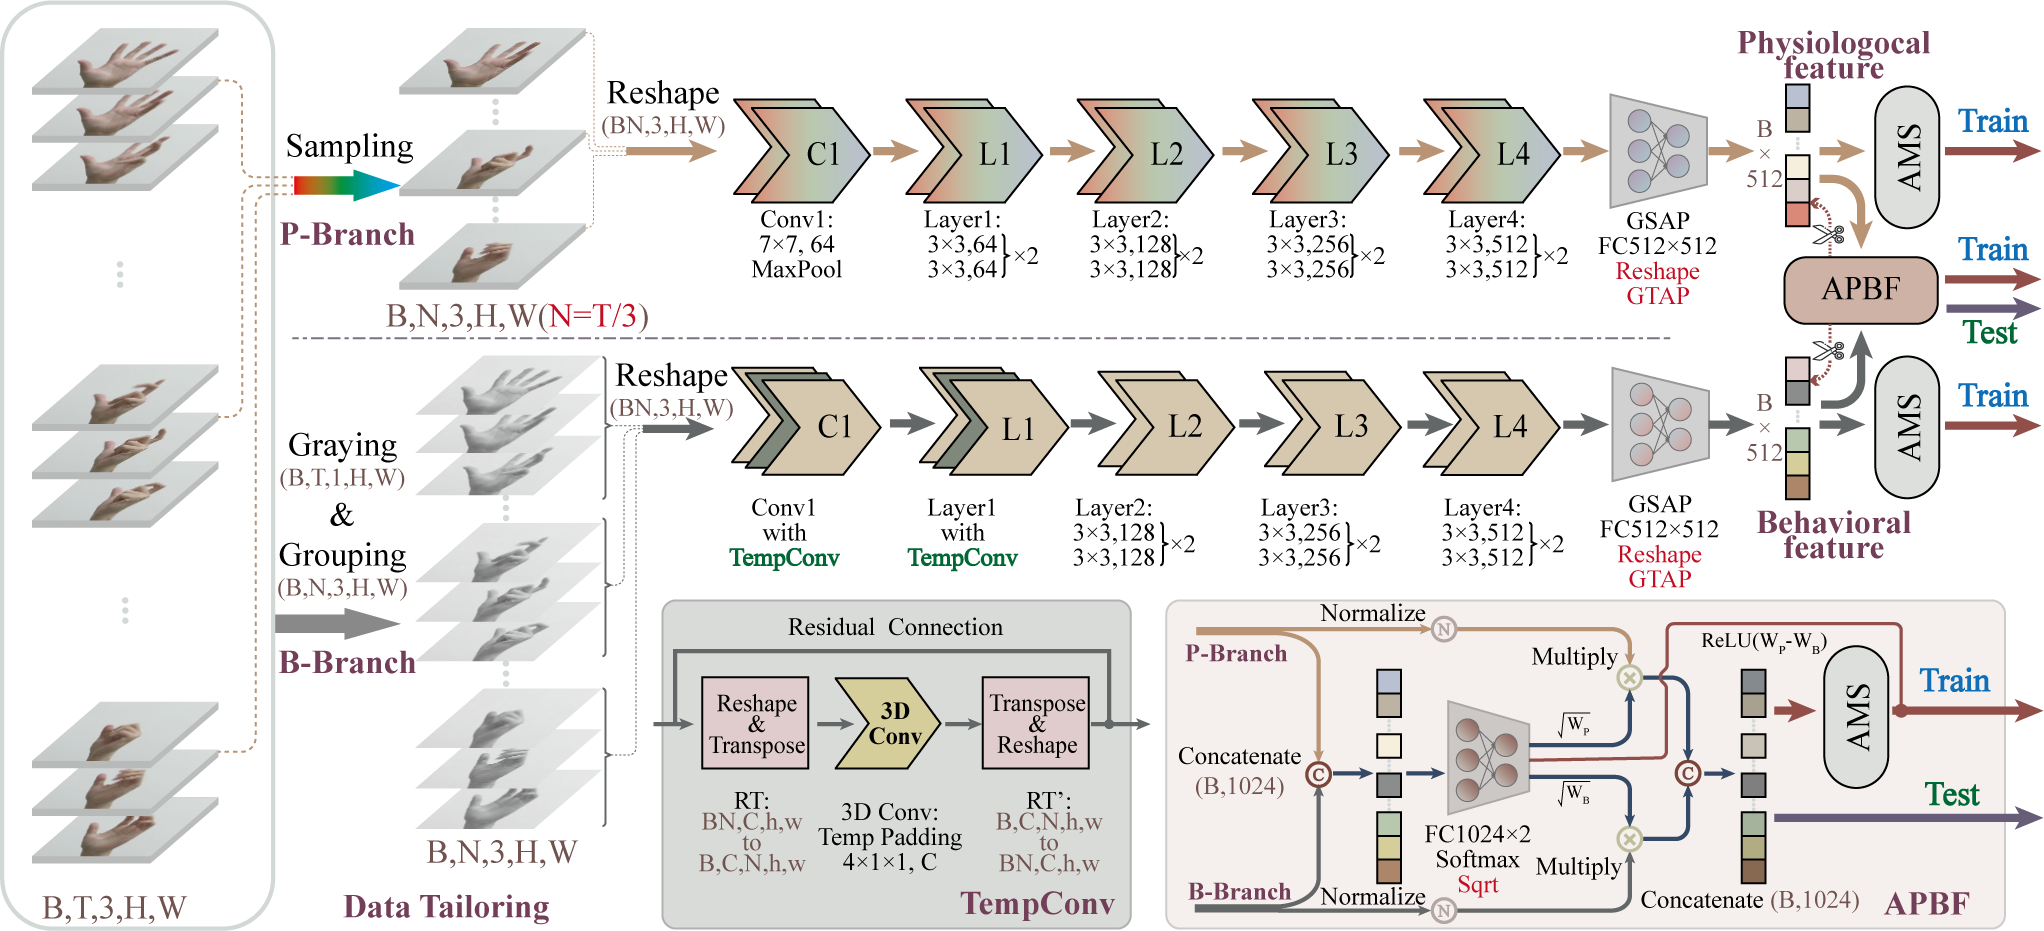 B,T,3,H,W
Sampling
P-Branch
B,N,3,H,W(N=T/3)
Reshape
(BN,3,H,W)
C1
L1
L2
L3
L4
Conv1:
7×7, 64
MaxPool
Layer1:
3×3,64
3×3,64
×2
Layer2:
3×3,128
3×3,128
×2
Layer3:
3×3,256
3×3,256
×2
Layer4:
3×3,512
3×3,512
×2
GSAP
FC512×512
Reshape
GTAP
Physiologocal
feature
B
×
512
AMS
Train
APBF
Train
Test
Graying
(B,T,1,H,W)
&
Grouping
(B,N,3,H,W)
B-Branch
B,N,3,H,W
Data Tailoring
Reshape
(BN,3,H,W)
C1
L1
L2
L3
L4
Conv1
with
TempConv
Layer1
with
TempConv
Layer2:
3×3,128
3×3,128
×2
Layer3:
3×3,256
3×3,256
×2
Layer4:
3×3,512
3×3,512
×2
GSAP
FC512×512
Reshape
GTAP
B
×
512
Behavioral
feature
AMS
Train
Residual Connection
Reshape
&
Transpose
3D
Conv
Transpose
&
Reshape
RT:
BN,C,h,w
to
B,C,N,h,w
3D Conv:
Temp Padding
4×1×1, C
RT’:
B,C,N,h,w
to
BN,C,h,w
TempConv
Normalize
N
P-Branch
Multiply
×
ReLU(WP-WB)
Concatenate
(B,1024)
C
√WP
√WB
C
FC1024×2
Softmax
Sqrt
×
Multiply
B-Branch
Normalize
N
Concatenate (B,1024)
AMS
Train
Test
APBF